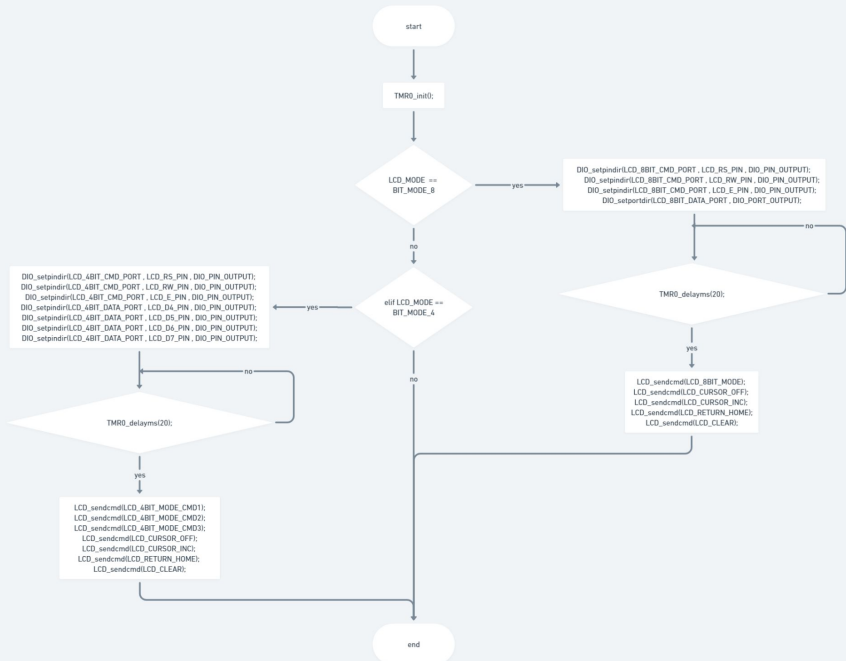 start
TMR0_init();
LCD_MODE ==
BIT_MODE_8
yes
DIO_setpindir(LCD_8BIT_CMD_PORT , LCD_RS_PIN , DIO_PIN_OUTPUT);
DIO_setpindir(LCD_8BIT_CMD_PORT , LCD_RW_PIN , DIO_PIN_OUTPUT);
DIO_setpindir(LCD_8BIT_CMD_PORT , LCD_E_PIN , DIO_PIN_OUTPUT);
DIO_setportdir(LCD_8BIT_DATA_PORT , DIO_PORT_OUTPUT);
no
TMR0_delayms(20);
yes
LCD_sendcmd(LCD_8BIT_MODE);
LCD_sendcmd(LCD_CURSOR_OFF);
LCD_sendcmd(LCD_CURSOR_INC);
LCD_sendcmd(LCD_RETURN_HOME);
LCD_sendcmd(LCD_CLEAR);
no
elif LCD_MODE ==
BIT_MODE_4
yes
DIO_setpindir(LCD_4BIT_CMD_PORT , LCD_RS_PIN , DIO_PIN_OUTPUT);
DIO_setpindir(LCD_4BIT_CMD_PORT , LCD_RW_PIN , DIO_PIN_OUTPUT);
DIO_setpindir(LCD_4BIT_CMD_PORT , LCD_E_PIN , DIO_PIN_OUTPUT);
DIO_setpindir(LCD_4BIT_DATA_PORT , LCD_D4_PIN , DIO_PIN_OUTPUT);
DIO_setpindir(LCD_4BIT_DATA_PORT , LCD_D5_PIN , DIO_PIN_OUTPUT);
DIO_setpindir(LCD_4BIT_DATA_PORT , LCD_D6_PIN , DIO_PIN_OUTPUT);
DIO_setpindir(LCD_4BIT_DATA_PORT , LCD_D7_PIN , DIO_PIN_OUTPUT);
no
TMR0_delayms(20);
yes
LCD_sendcmd(LCD_4BIT_MODE_CMD1);
LCD_sendcmd(LCD_4BIT_MODE_CMD2);
LCD_sendcmd(LCD_4BIT_MODE_CMD3);
LCD_sendcmd(LCD_CURSOR_OFF);
LCD_sendcmd(LCD_CURSOR_INC);
LCD_sendcmd(LCD_RETURN_HOME);
LCD_sendcmd(LCD_CLEAR);
no
end